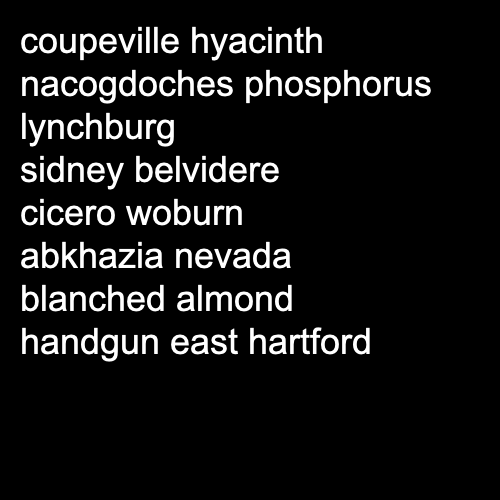 coupeville hyacinth
nacogdoches phosphorus
lynchburg
sidney belvidere
cicero woburn
abkhazia nevada
blanched almond
handgun east hartford